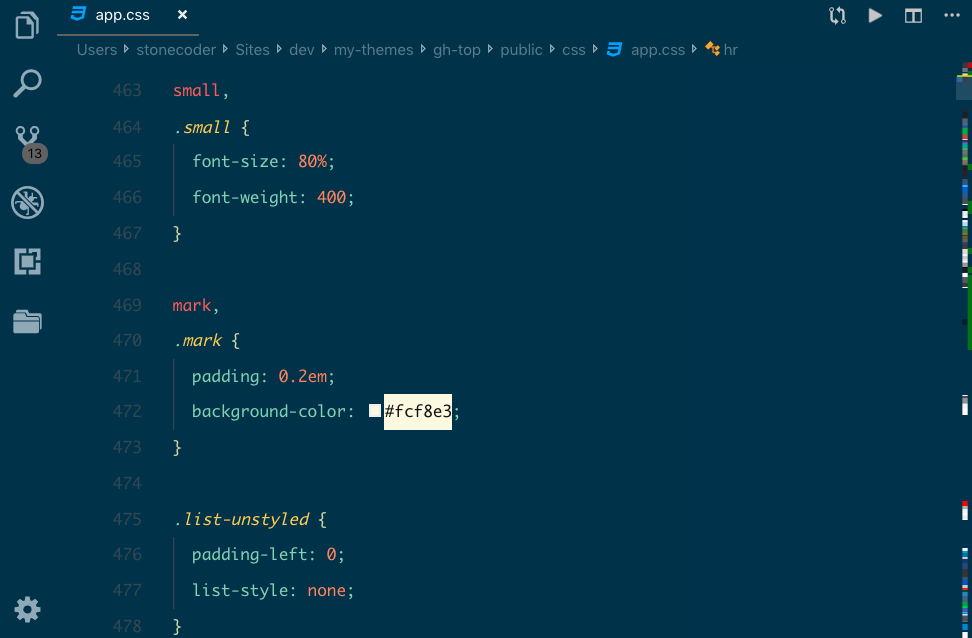 app.css ×
Users stonecoder Sites dev my-themes gh-top public css app.css hr
463 small,
464 .small {
465 font-size: 80%;
466 font-weight: 400;
467 }
468
469 mark,
470 .mark {
471 padding: 0.2em;
472 background-color: #fcf8e3;
473 }
474
475 .list-unstyled {
476 padding-left: 0;
477 list-style: none;
478 }
13